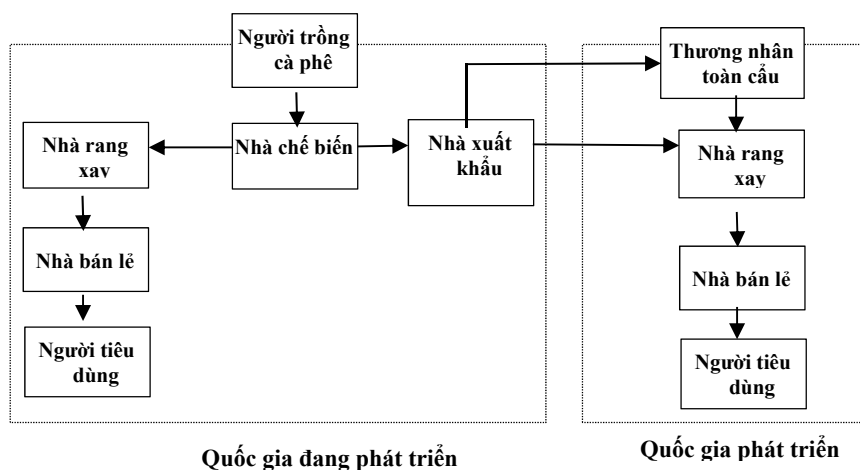 Người trồng
cà phê
Nhà chế biến
Nhà rang
xay
Nhà bán lẻ
Người tiêu
dùng
Nhà xuất
khẩu
Thương nhân
toàn cầu
Nhà rang
xay
Nhà bán lẻ
Người tiêu
dùng
Quốc gia đang phát triển
Quốc gia phát triển